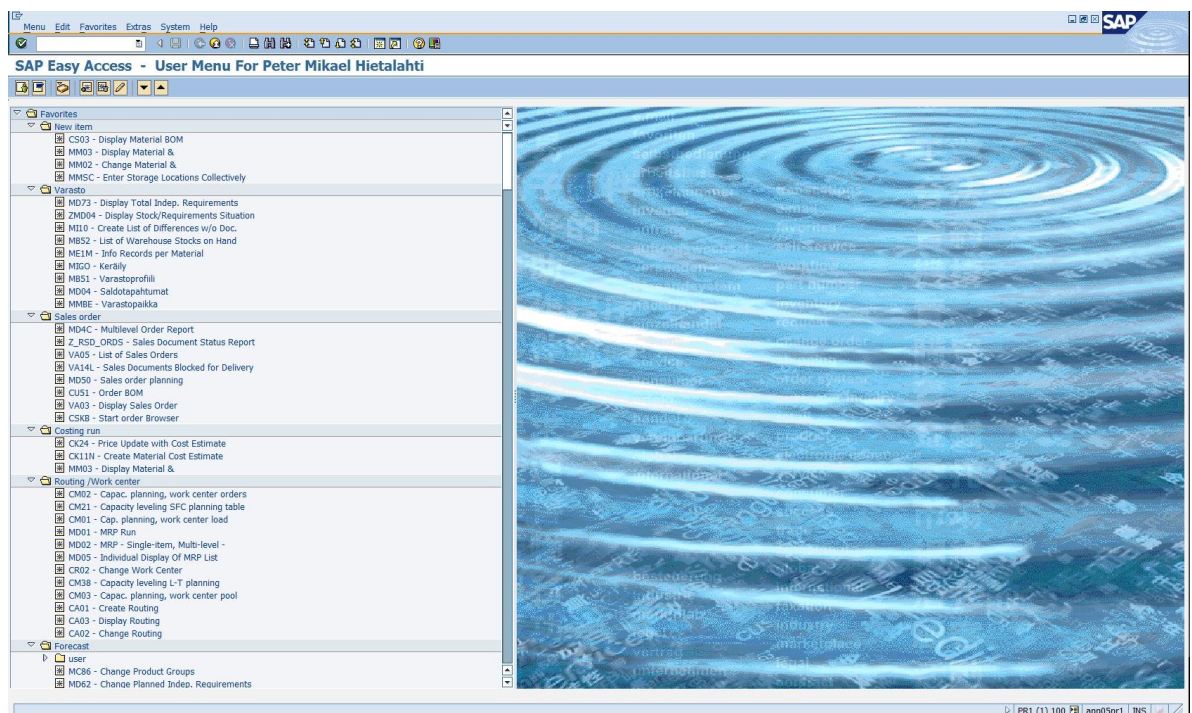 Menu Edit Favorites Extras System Help
SAP
SAP Easy Access - User Menu For Peter Mikael Hietalahti
Favorites
New item
CS03 - Display Material BOM
MM03 - Display Material &
MM02 - Change Material &
MMSC - Enter Storage Locations Collectively
Varasto
MD73 - Display Total Indep. Requirements
ZMD04 - Display Stock/Requirements Situation
MI10 - Create List of Differences w/o Doc.
MB52 - List of Warehouse Stocks on Hand
ME1M - Info Records per Material
MIGO - Keräily
MB51 - Varastoprofiili
MD04 - Saldotapahtumat
MMBE - Varastopaikka
Sales order
MD4C - Multilevel Order Report
Z_RSD_ORDS - Sales Document Status Report
VA05 - List of Sales Orders
VA14L - Sales Documents Blocked for Delivery
MD50 - Sales order planning
CU51 - Order BOM
VA03 - Display Sales Order
CSKB - Start order Browser
Costing run
CK24 - Price Update with Cost Estimate
CK11N - Create Material Cost Estimate
MM03 - Display Material &
Routing /Work center
CM02 - Capac. planning, work center orders
CM21 - Capacity leveling SFC planning table
CM01 - Cap. planning, work center load
MD01 - MRP Run
MD02 - MRP - Single-item, Multi-level -
MD05 - Individual Display Of MRP List
CR02 - Change Work Center
CM38 - Capacity leveling L-T planning
CM03 - Capac. planning, work center pool
CA01 - Create Routing
CA03 - Display Routing
CA02 - Change Routing
Forecast
user
MC86 - Change Product Groups
MD62 - Change Planned Indep. Requirements
PR1 (1) 100 app05pr1 INS